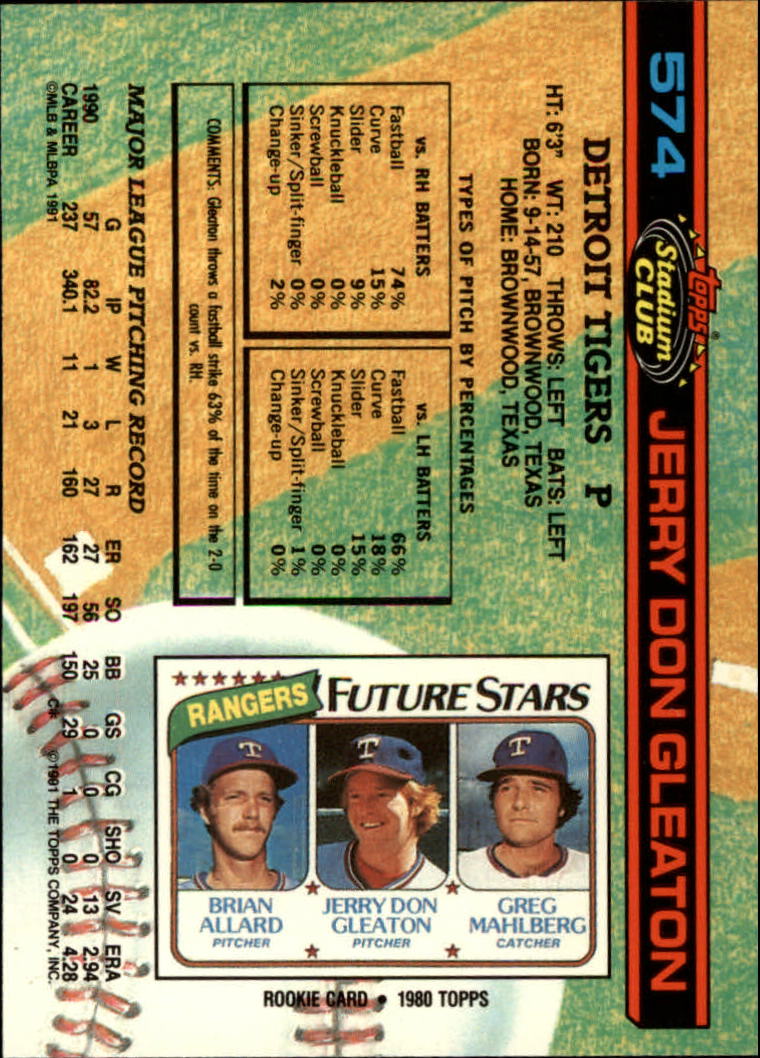 574
Topps®
Stadium
CLUB
JERRY DON GLEATON
DETROIT TIGERS P
HT: 6'3" WT: 210 THROWS: LEFT BATS: LEFT
BORN: 9-14-57, BROWNWOOD, TEXAS
HOME: BROWNWOOD, TEXAS
TYPES OF PITCH BY PERCENTAGES
vs. RH BATTERS
Fastball 74%
Curve 15%
Slider 9%
Knuckleball 0%
Screwball 0%
Sinker/Split-finger 0%
Change-up 2%
vs. LH BATTERS
Fastball 66%
Curve 18%
Slider 15%
Knuckleball 0%
Screwball 0%
Sinker/Split-finger 1%
Change-up 0%
COMMENTS: Gleaton throws a fastball strike 63% of the time on the 2-0
count vs. RH.
MAJOR LEAGUE PITCHING RECORD
G IP W L R ER SO BB GS CG SHO SV ERA
1990 57 82.2 1 3 27 27 56 25 0 0 0 13 2.94
CAREER 237 340.1 11 21 160 162 197 150 29 1 0 24 4.28
©MLB & MLBPA 1991
C* ©1991 THE TOPPS COMPANY, INC.
FUTURE STARS
RANGERS
T
T
T
BRIAN
ALLARD
PITCHER
JERRY DON
GLEATON
PITCHER
GREG
MAHLBERG
CATCHER
ROOKIE CARD • 1980 TOPPS